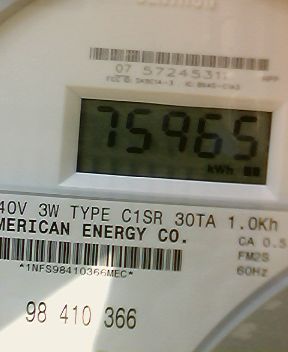 07 5724531
75965
kWh
40V 3W TYPE C1SR 30TA 1.0Kh
MERICAN ENERGY CO.
CA 0.5
FM2S
60Hz
*1NFS98410366MEC*
98 410 366